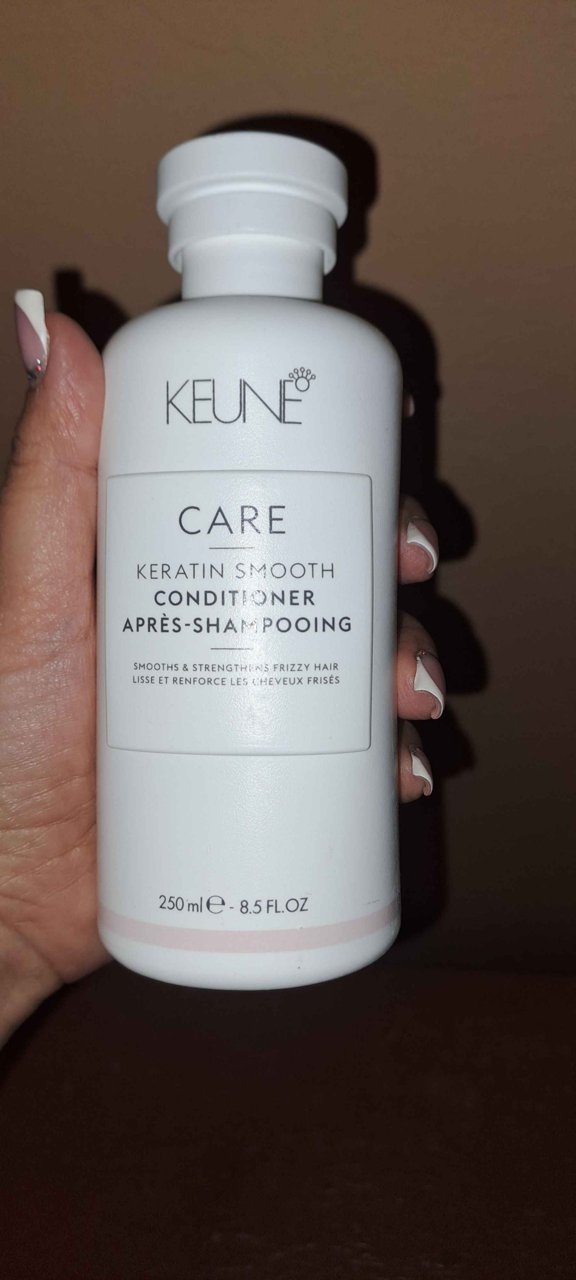 KEUNE
CARE
KERATIN SMOOTH
CONDITIONER
APRÈS-SHAMPOOING
SMOOTHS & STRENGTHENS FRIZZY HAIR
LISSE ET RENFORCE LES CHEVEUX FRISÉS
250 ml ℮ - 8.5 FL.OZ